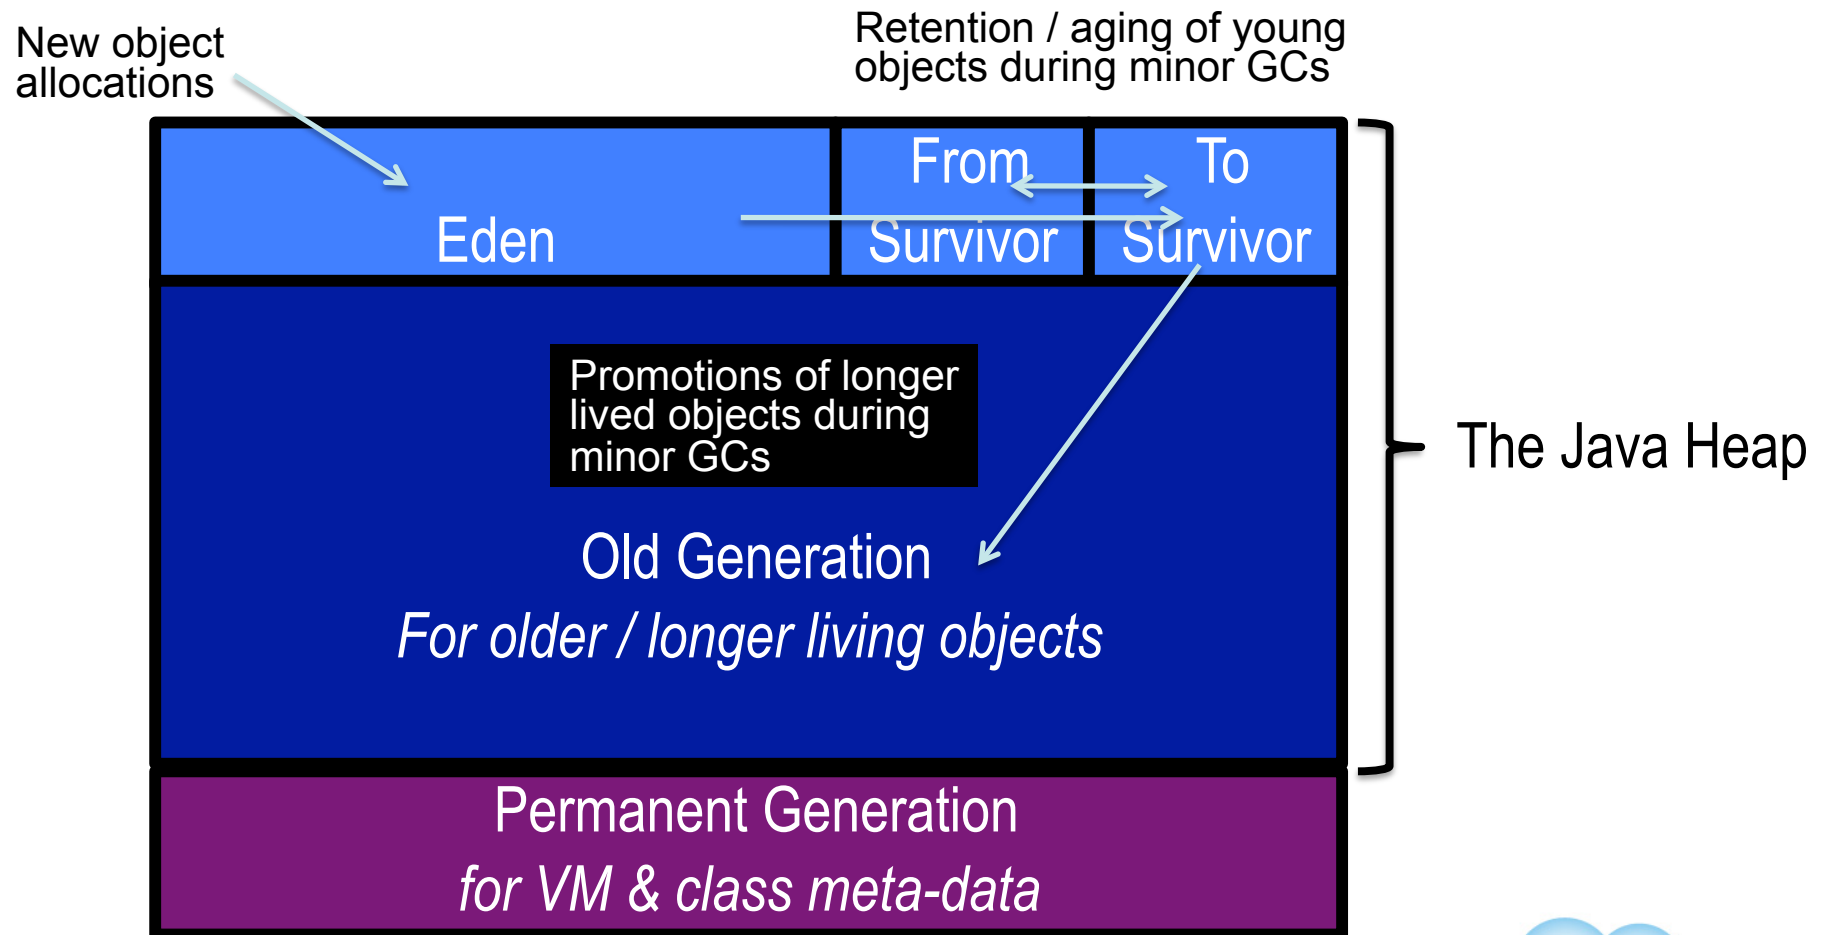 New object
allocations
Retention / aging of young
objects during minor GCs
From
To
Eden
Survivor
Survivor
Promotions of longer
lived objects during
minor GCs
The Java Heap
Old Generation
For older / longer living objects
Permanent Generation
for VM & class meta-data